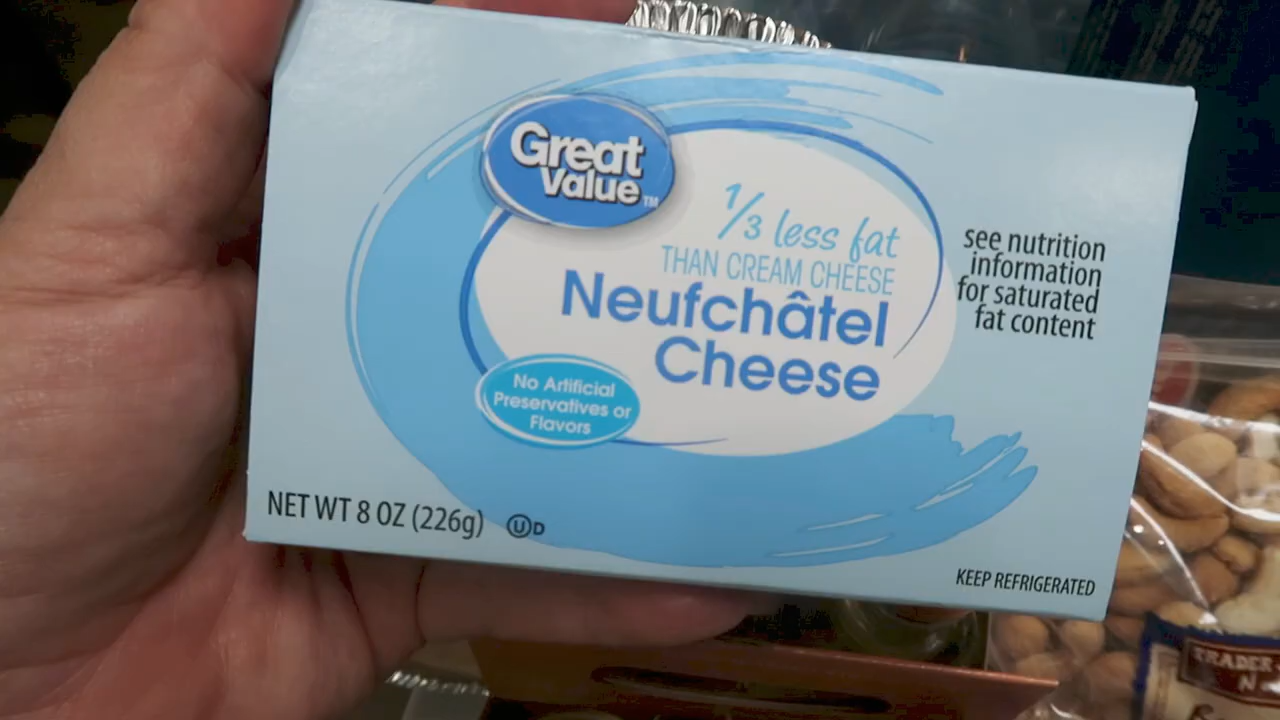 Great
Value™
1/3 less fat
THAN CREAM CHEESE
Neufchâtel
Cheese
see nutrition
information
for saturated
fat content
No Artificial
Preservatives or
Flavors
NET WT 8 OZ (226g) Ⓤ D
KEEP REFRIGERATED
TRADER